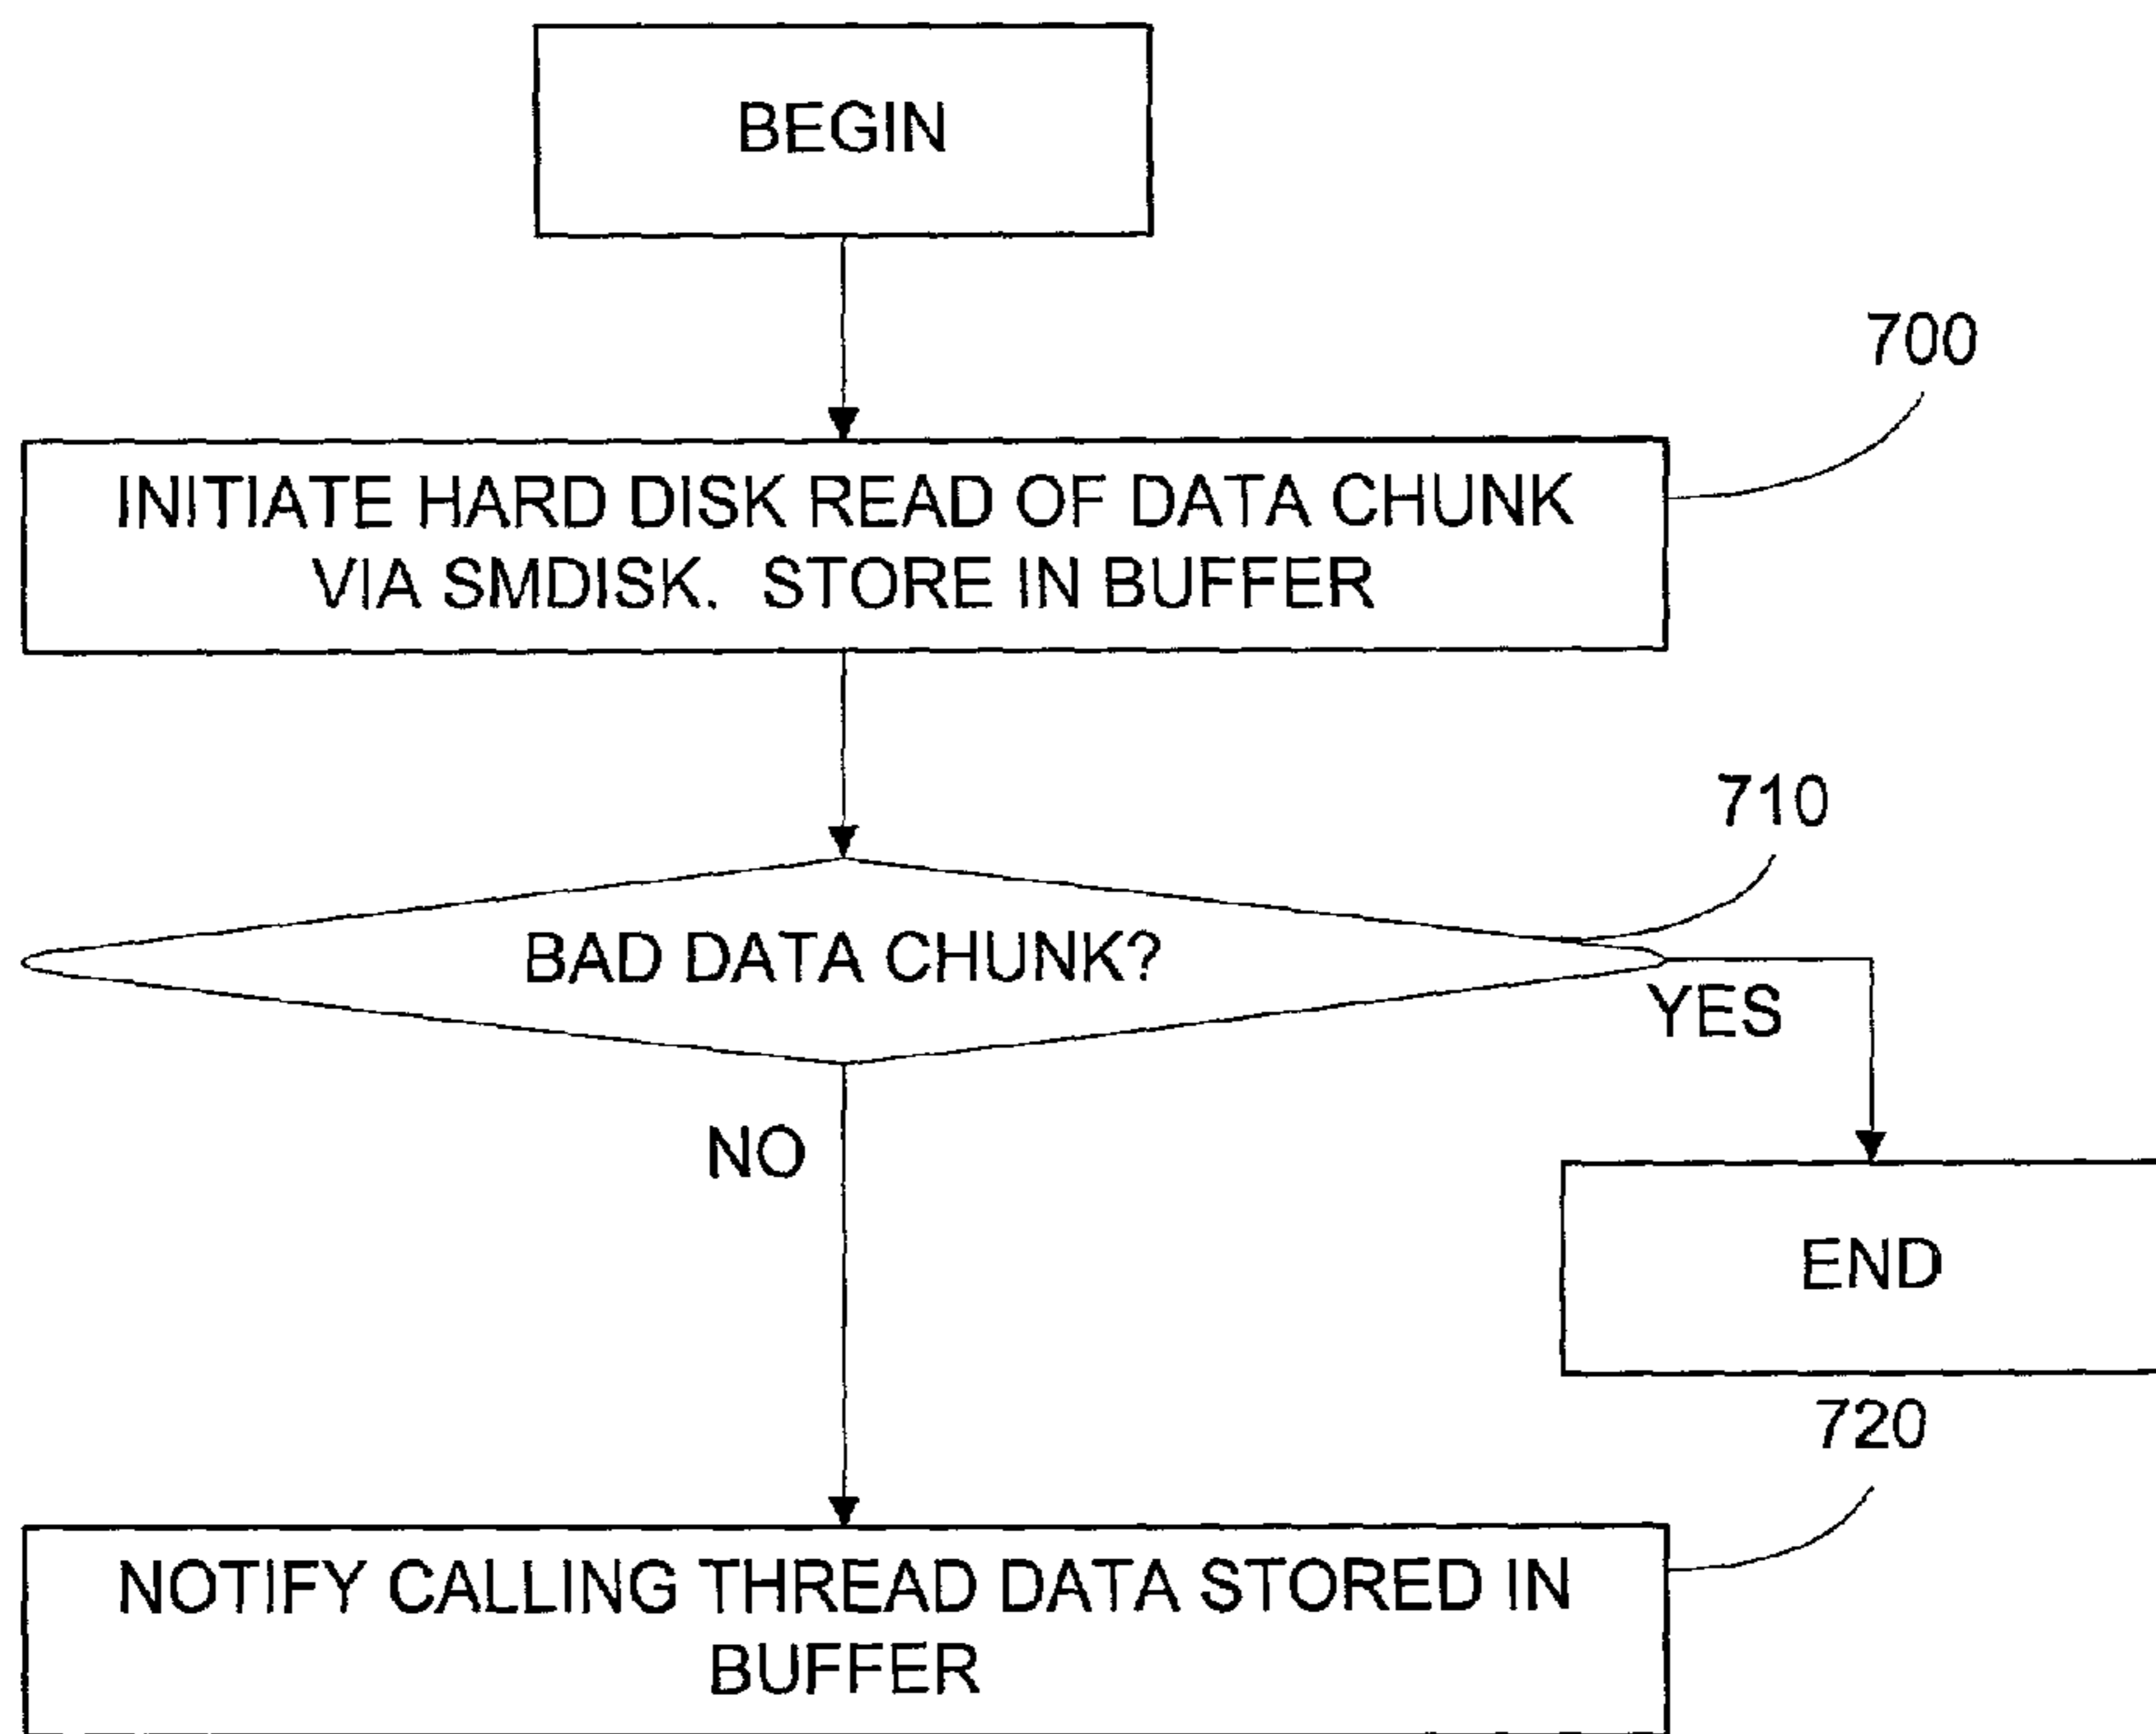 BEGIN
700
INITIATE HARD DISK READ OF DATA CHUNK
VIA SMDISK. STORE IN BUFFER
710
BAD DATA CHUNK?
YES
NO
END
720
NOTIFY CALLING THREAD DATA STORED IN
BUFFER